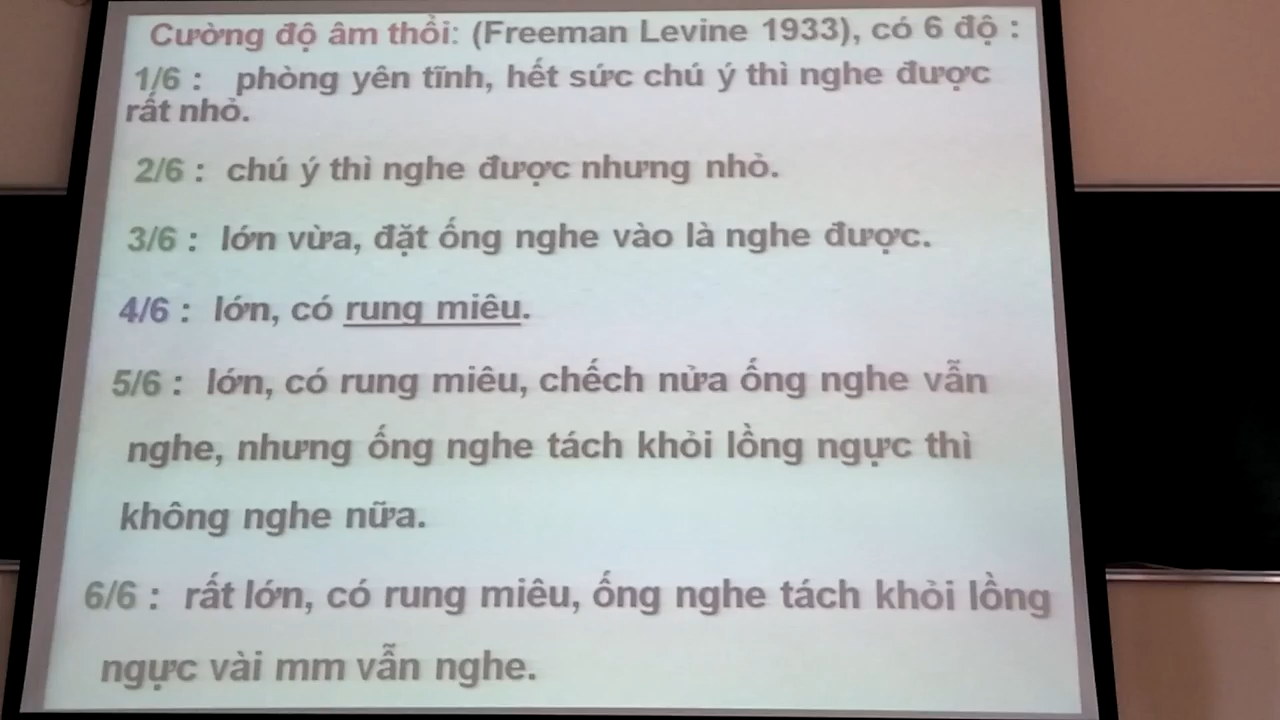 Cường độ âm thổi: (Freeman Levine 1933), có 6 độ :
1/6 : phòng yên tĩnh, hết sức chú ý thì nghe được
rất nhỏ.
2/6 : chú ý thì nghe được nhưng nhỏ.
3/6 : lớn vừa, đặt ống nghe vào là nghe được.
4/6 : lớn, có rung miêu.
5/6 : lớn, có rung miêu, chếch nửa ống nghe vẫn
nghe, nhưng ống nghe tách khỏi lồng ngực thì
không nghe nữa.
6/6 : rất lớn, có rung miêu, ống nghe tách khỏi lồng
ngực vài mm vẫn nghe.